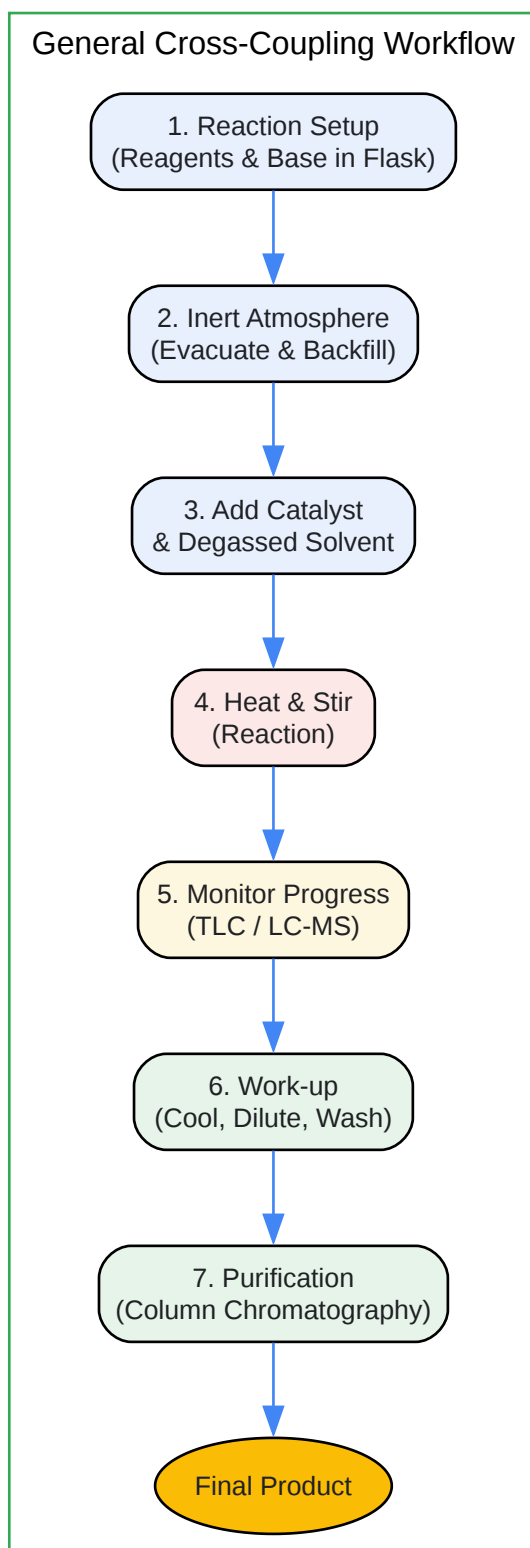 General Cross-Coupling Workflow
1. Reaction Setup
(Reagents & Base in Flask)
2. Inert Atmosphere
(Evacuate & Backfill)
3. Add Catalyst
& Degassed Solvent
4. Heat & Stir
(Reaction)
5. Monitor Progress
(TLC / LC-MS)
6. Work-up
(Cool, Dilute, Wash)
7. Purification
(Column Chromatography)
Final Product